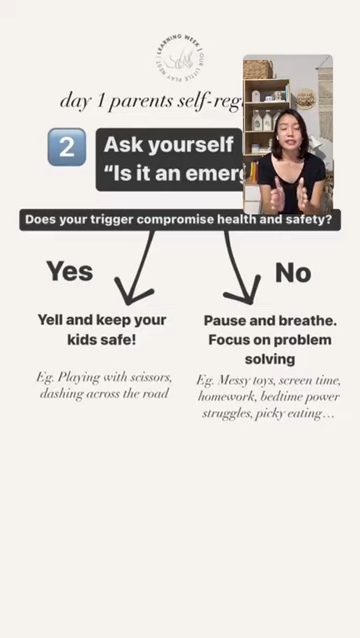 LEARNING WEEK | OUR LITTLE PLAY NEST |
day 1 parents self-reg
2
Ask yourself
“Is it an emerg
Does your trigger compromise health and safety?
Yes
No
Yell and keep your
kids safe!
Eg. Playing with scissors,
dashing across the road
Pause and breathe.
Focus on problem
solving
Eg. Messy toys, screen time,
homework, bedtime power
struggles, picky eating…